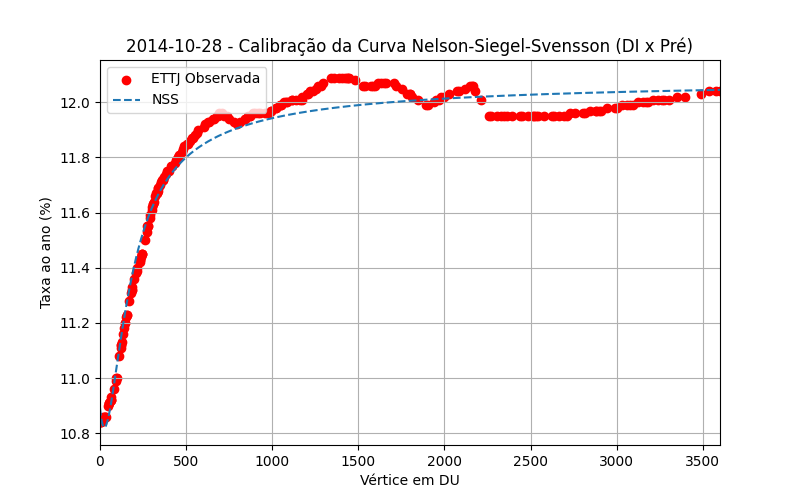 2014-10-28 - Calibração da Curva Nelson-Siegel-Svensson (DI x Pré)
ETTJ Observada
NSS
Taxa ao ano (%)
12.0
11.8
11.6
11.4
11.2
11.0
10.8
0 500 1000 1500 2000 2500 3000 3500
Vértice em DU